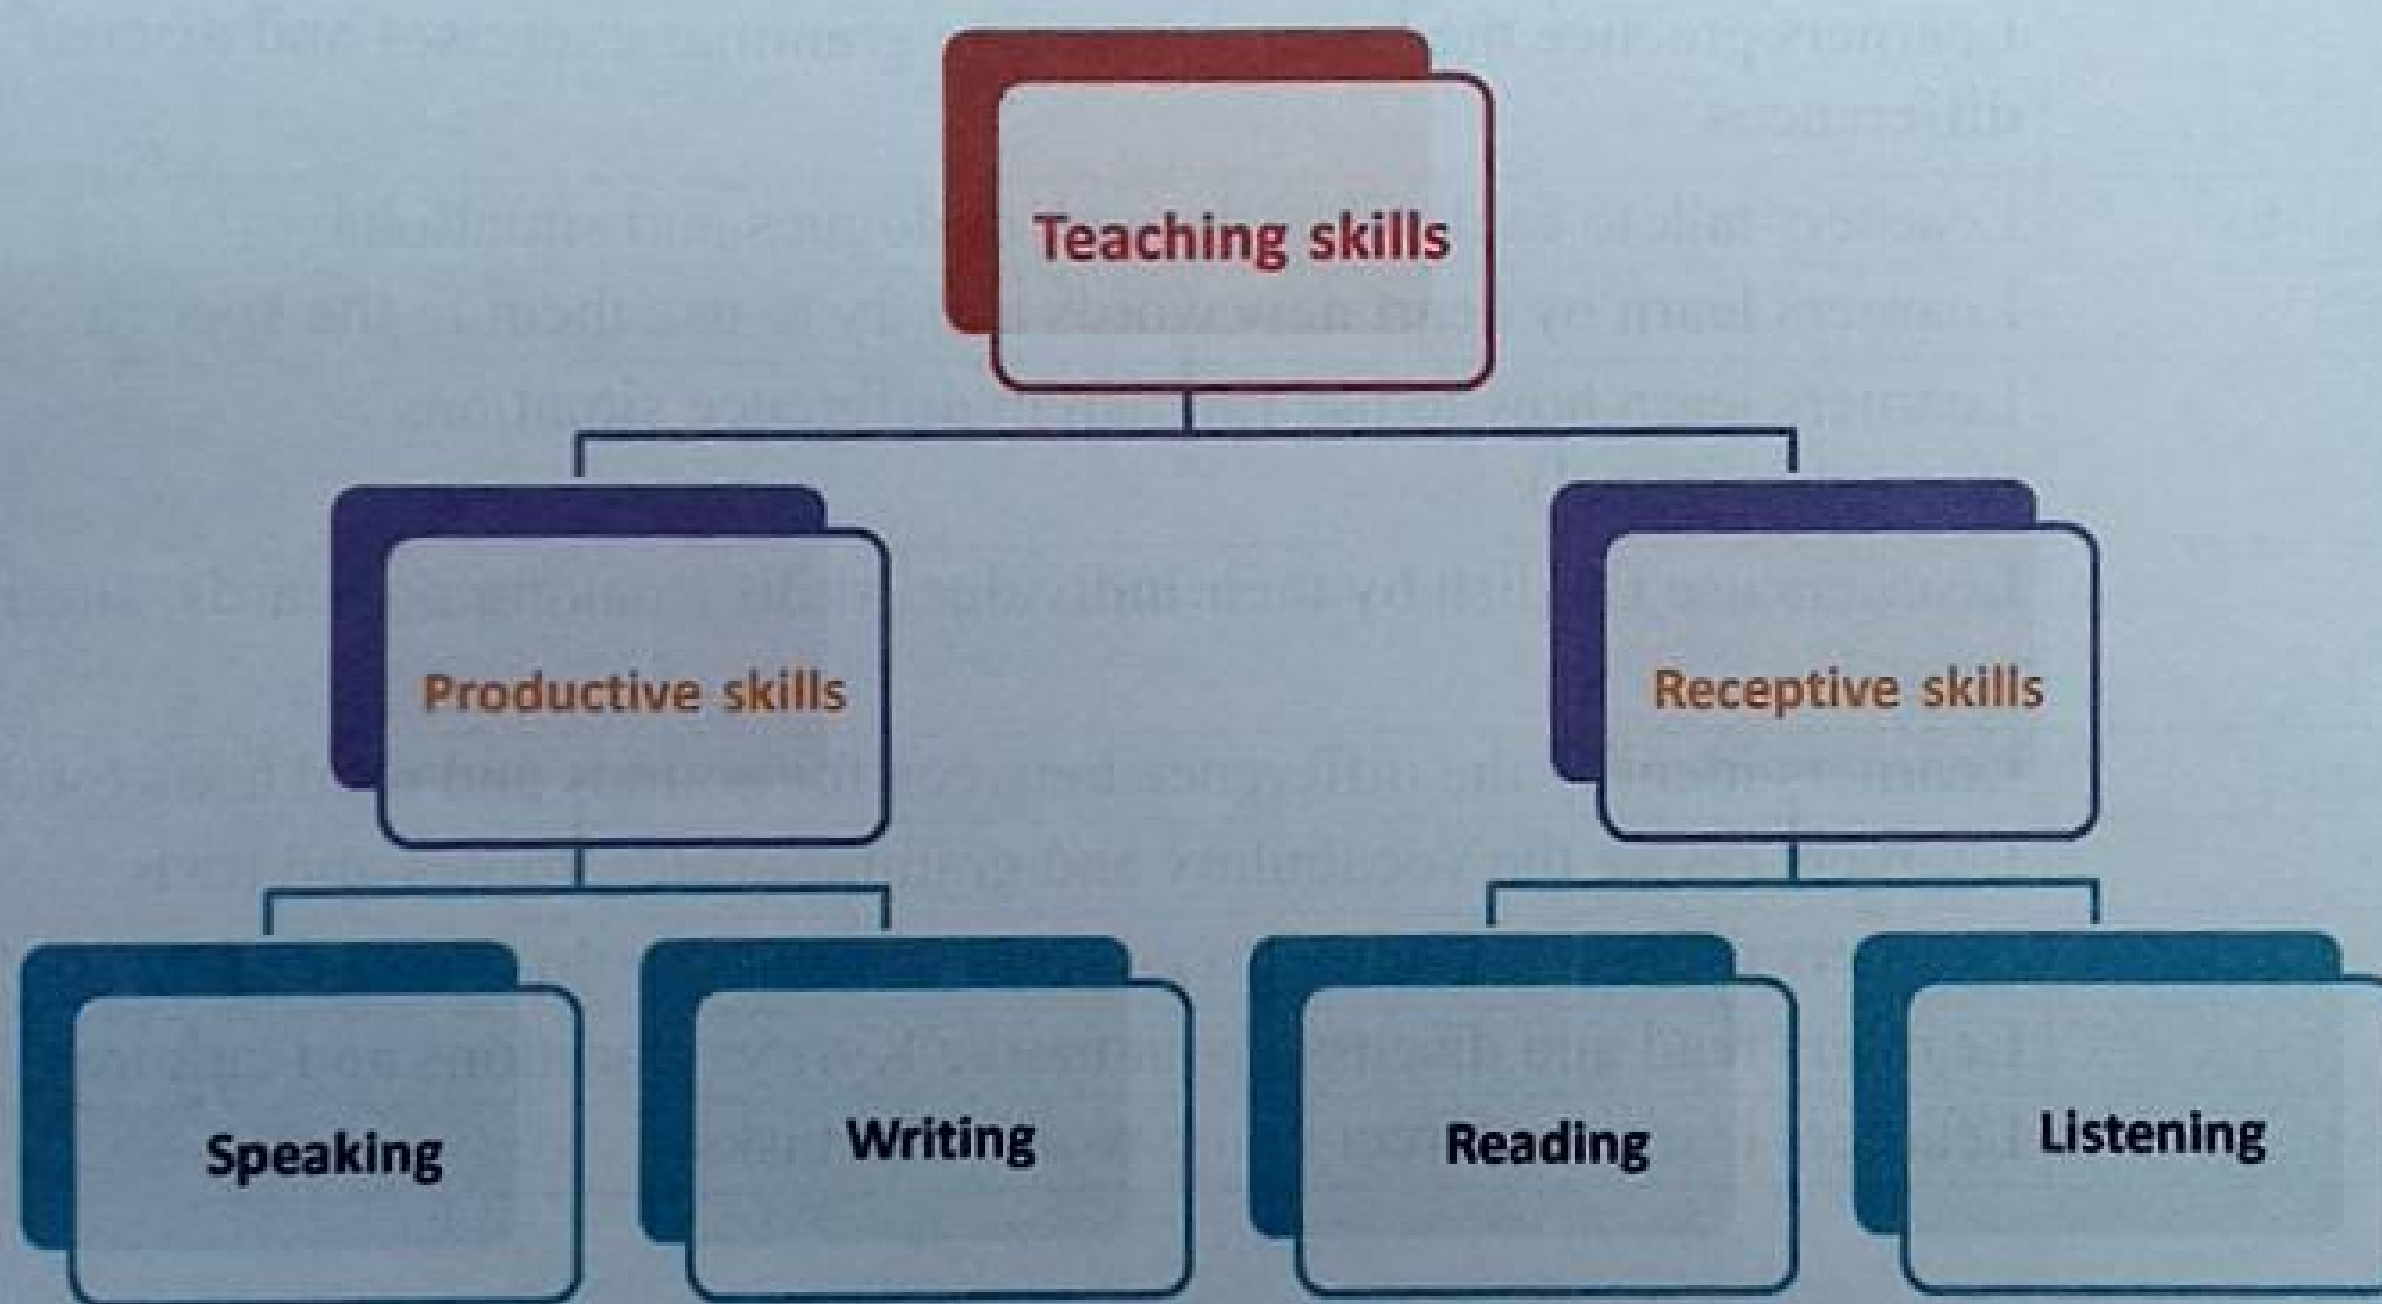 Teaching skills
Productive skills
Receptive skills
Speaking
Writing
Reading
Listening